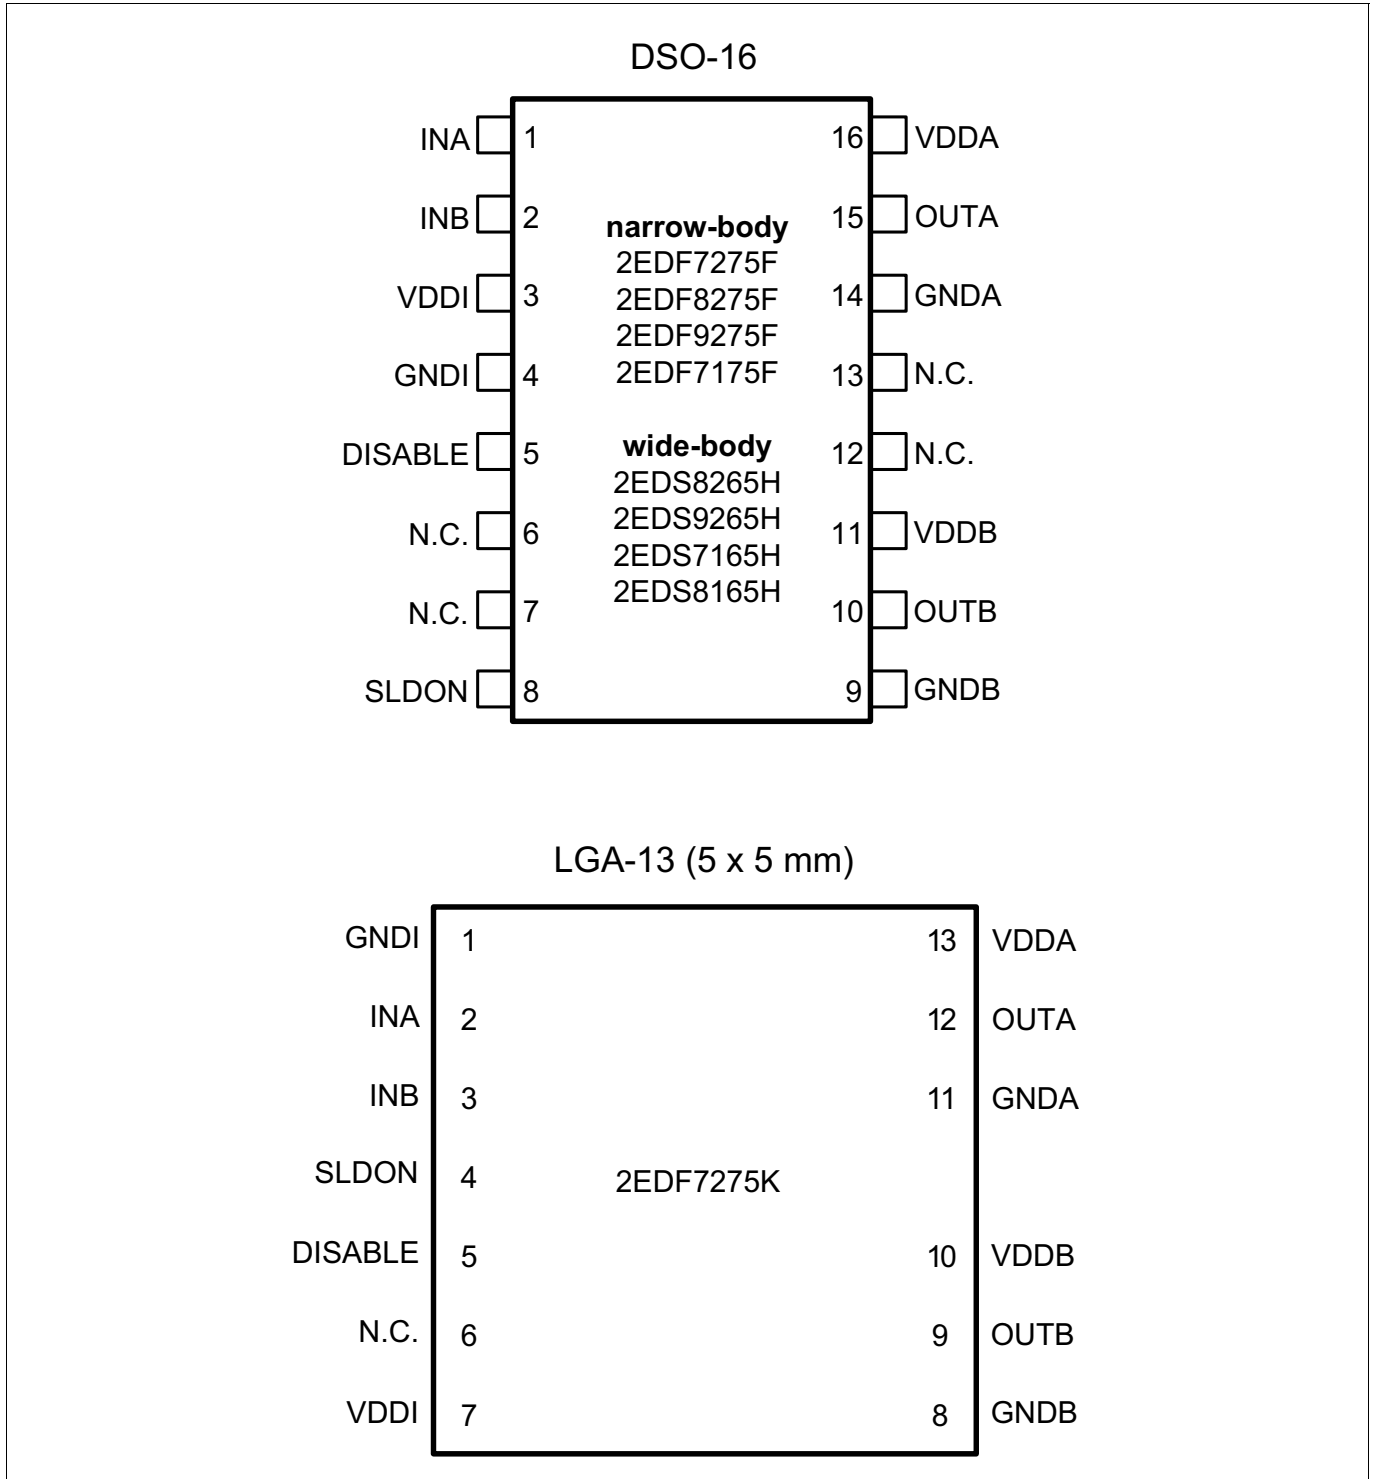 DSO-16
INA 1 16 VDDA
INB 2 15 OUTA
narrow-body
2EDF7275F
VDDI 3 14 GNDA
2EDF8275F
2EDF9275F
GNDI 4 2EDF7175F 13 N.C.
DISABLE 5 wide-body 12 N.C.
2EDS8265H
2EDS9265H
N.C. 6 11 VDDB
2EDS7165H
2EDS8165H
N.C. 7 10 OUTB
SLDON 8 9 GNDB
LGA-13 (5 x 5 mm)
GNDI 1 13 VDDA
INA 2 12 OUTA
INB 3 11 GNDA
SLDON 4 2EDF7275K
DISABLE 5 10 VDDB
N.C. 6 9 OUTB
VDDI 7 8 GNDB